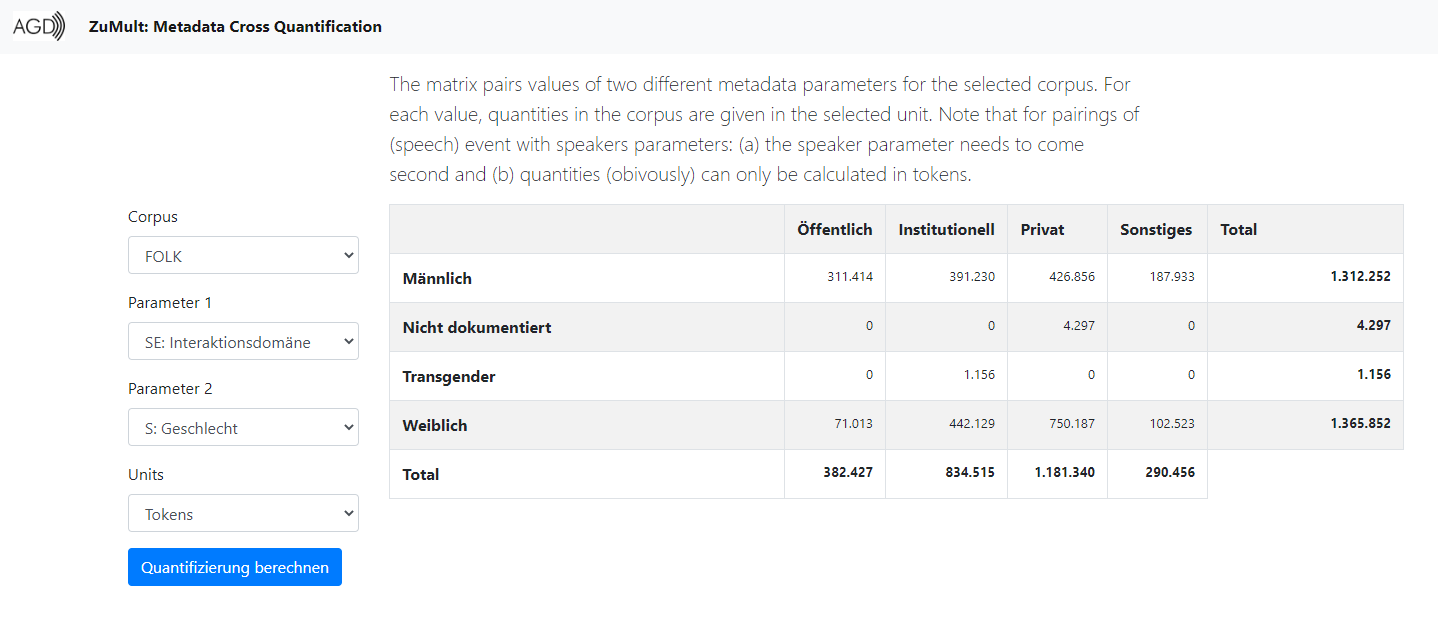 AGD ZuMult: Metadata Cross Quantification
The matrix pairs values of two different metadata parameters for the selected corpus. For
each value, quantities in the corpus are given in the selected unit. Note that for pairings of
(speech) event with speakers parameters: (a) the speaker parameter needs to come
second and (b) quantities (obivously) can only be calculated in tokens.
Corpus
FOLK
Parameter 1
SE: Interaktionsdomäne
Parameter 2
S: Geschlecht
Units
Tokens
Quantifizierung berechnen
Öffentlich Institutionell Privat Sonstiges Total
Männlich 311.414 391.230 426.856 187.933 1.312.252
Nicht dokumentiert 0 0 4.297 0 4.297
Transgender 0 1.156 0 0 1.156
Weiblich 71.013 442.129 750.187 102.523 1.365.852
Total 382.427 834.515 1.181.340 290.456